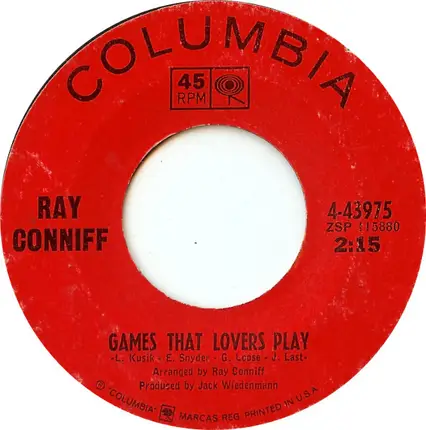 COLUMBIA
45
RPM
RAY
CONNIFF
4-43975
ZSP 115880
2:15
GAMES THAT LOVERS PLAY
-L. Kusik - E. Snyder - G. Loose - J. Last-
Arranged by Ray Conniff
Produced by Jack Wiedenmann
® "COLUMBIA" MARCAS REG. PRINTED IN U.S.A.